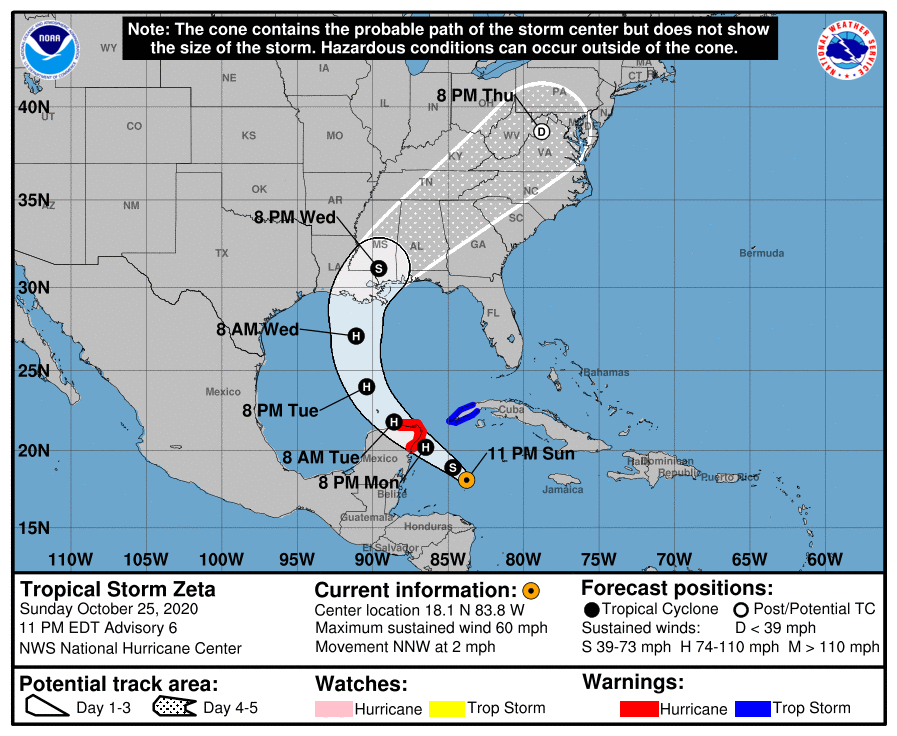 Note: The cone contains the probable path of the storm center but does not show
the size of the storm. Hazardous conditions can occur outside of the cone.
NOAA
NATIONAL WEATHER SERVICE
WY
IA
NE
MA
CT
RI
PA
8 PM Thu
OH
IL
IN
40N
UT
CO
KS
MO
WV
D
VA
KY
35N
AZ
NM
OK
AR
TN
NC
SC
8 PM Wed
MS
AL
GA
TX
LA
S
Bermuda
30N
FL
8 AM Wed
H
25N
Bahamas
Mexico
H
8 PM Tue
Cuba
H
20N
8 AM Tue
Mexico
H
S
11 PM Sun
Dominican
Republic
Puerto Rico
8 PM Mon
Belize
Jamaica
Guatemala
Honduras
15N
El Salvador
110W
105W
100W
95W
90W
85W
80W
75W
70W
65W
60W
Tropical Storm Zeta
Sunday October 25, 2020
11 PM EDT Advisory 6
NWS National Hurricane Center
Current information:
Center location 18.1 N 83.8 W
Maximum sustained wind 60 mph
Movement NNW at 2 mph
Forecast positions:
Tropical Cyclone Post/Potential TC
Sustained winds: D < 39 mph
S 39-73 mph H 74-110 mph M > 110 mph
Potential track area:
Day 1-3 Day 4-5
Watches:
Hurricane Trop Storm
Warnings:
Hurricane Trop Storm